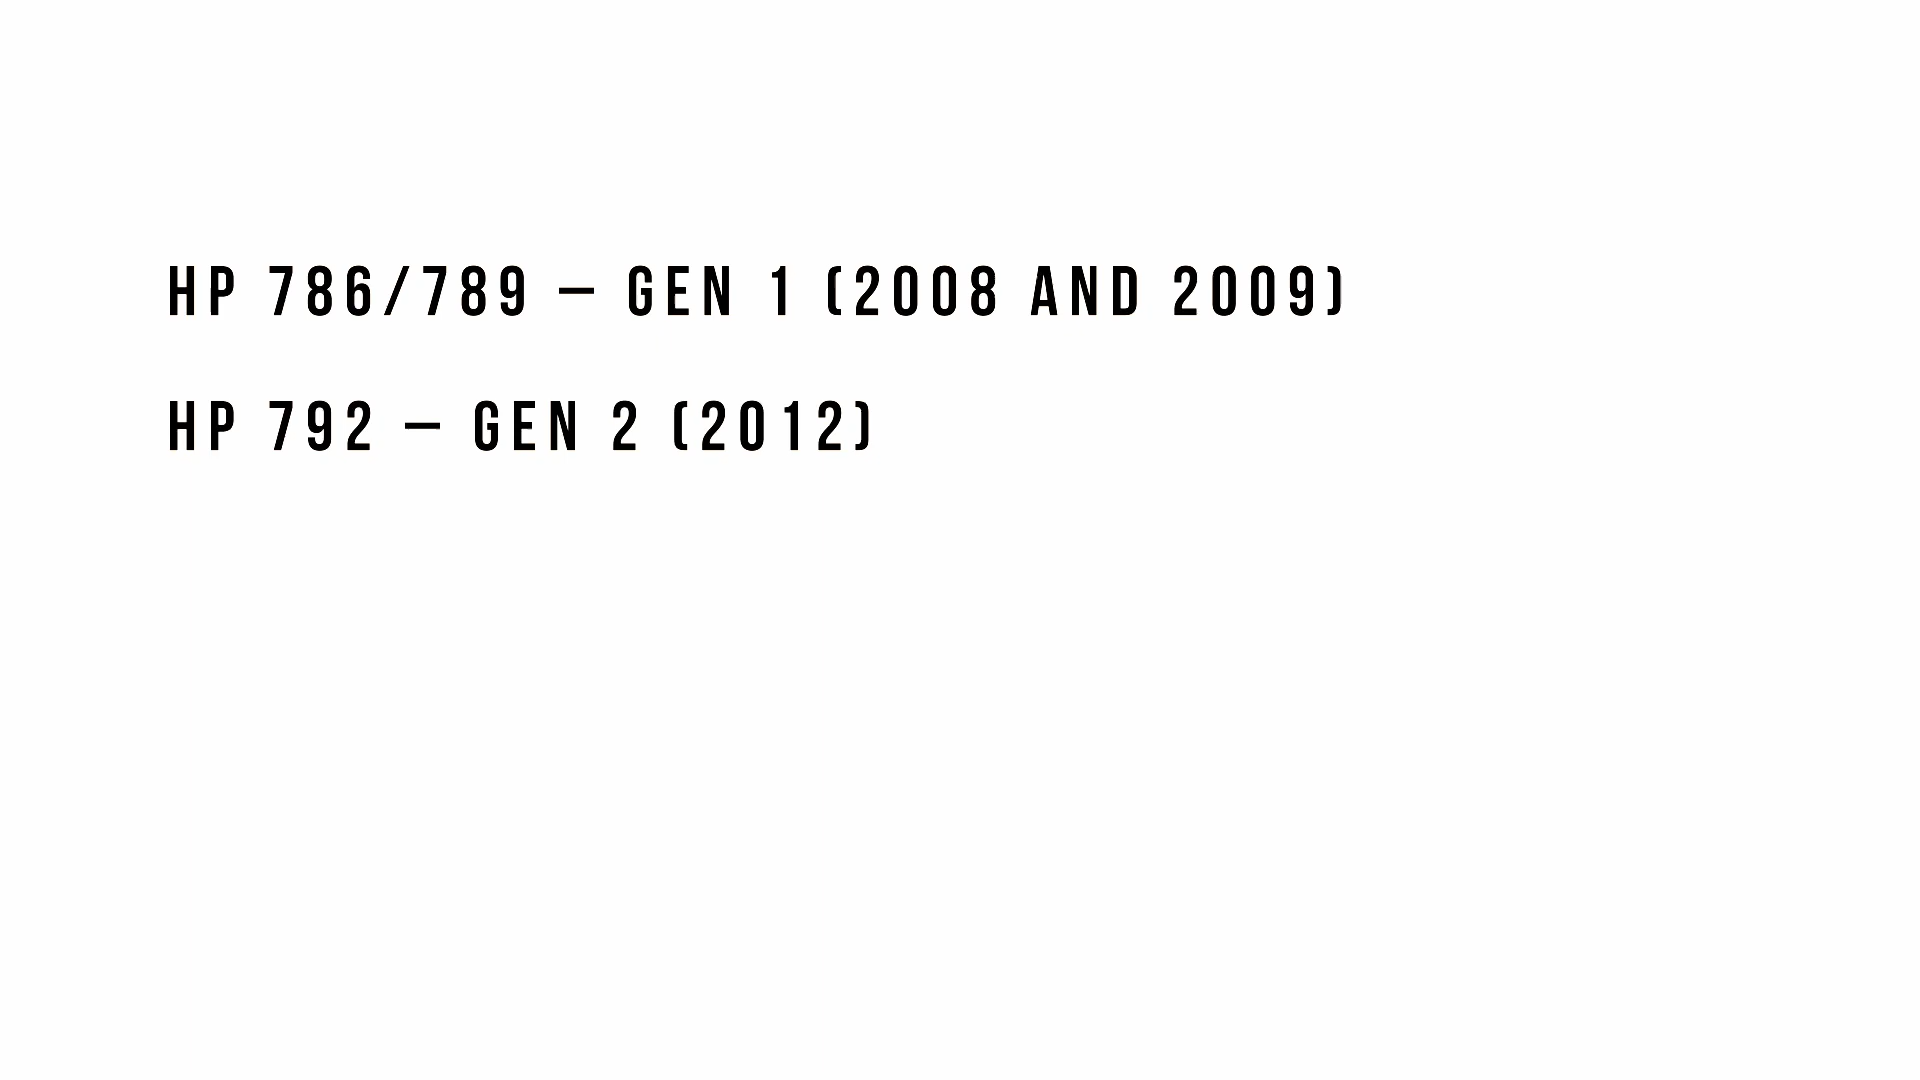 HP 786/789 – GEN 1 (2008 AND 2009)
HP 792 – GEN 2 (2012)